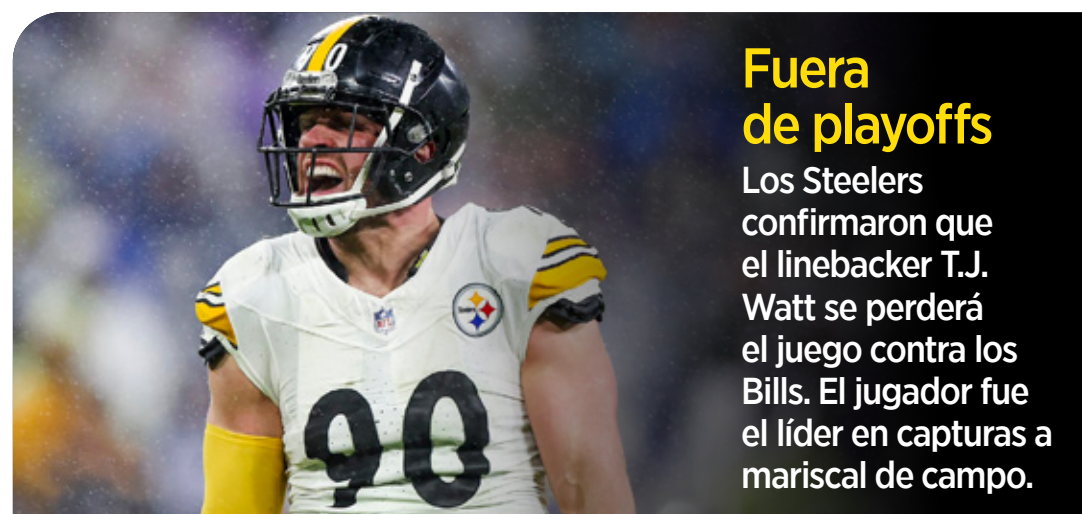 Fuera
de playoffs
Los Steelers
confirmaron que
el linebacker T.J.
Watt se perderá
el juego contra los
Bills. El jugador fue
el líder en capturas a
mariscal de campo.
90
NFL
Steelers
90